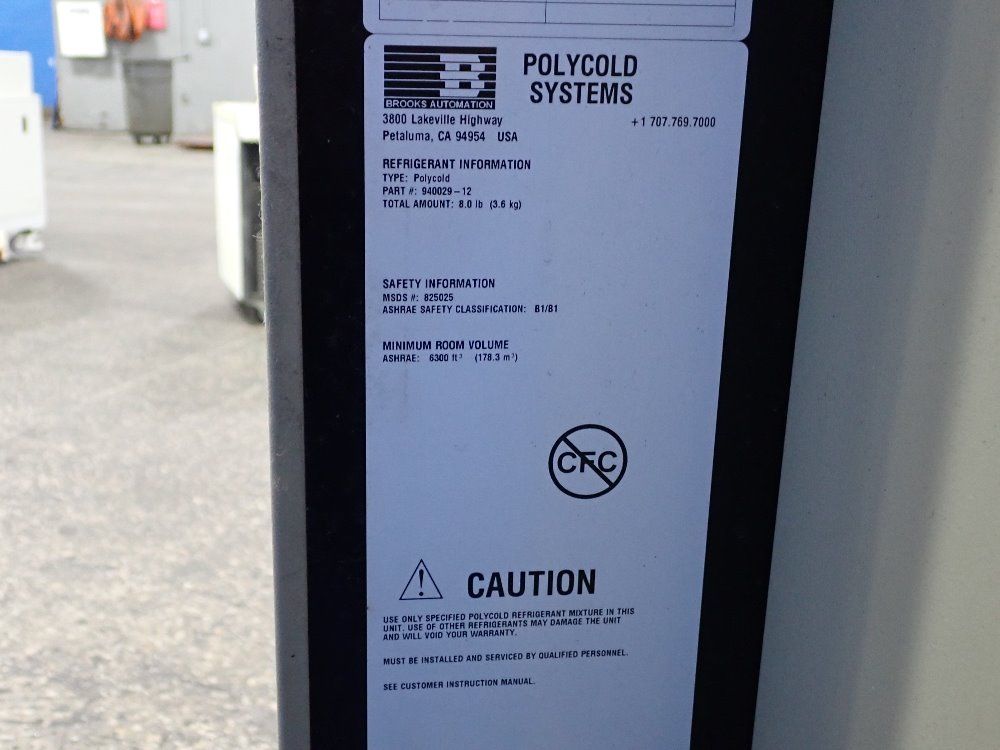 B
BROOKS AUTOMATION
POLYCOLD
SYSTEMS
3800 Lakeville Highway
Petaluma, CA 94954 USA
+1 707.769.7000
REFRIGERANT INFORMATION
TYPE: Polycold
PART #: 940029-12
TOTAL AMOUNT: 8.0 lb (3.6 kg)
SAFETY INFORMATION
MSDS #: 825025
ASHRAE SAFETY CLASSIFICATION: B1/B1
MINIMUM ROOM VOLUME
ASHRAE: 6300 ft³ (178.3 m³)
CFC
CAUTION
USE ONLY SPECIFIED POLYCOLD REFRIGERANT MIXTURE IN THIS
UNIT. USE OF OTHER REFRIGERANTS MAY DAMAGE THE UNIT
AND WILL VOID YOUR WARRANTY.
MUST BE INSTALLED AND SERVICED BY QUALIFIED PERSONNEL.
SEE CUSTOMER INSTRUCTION MANUAL.